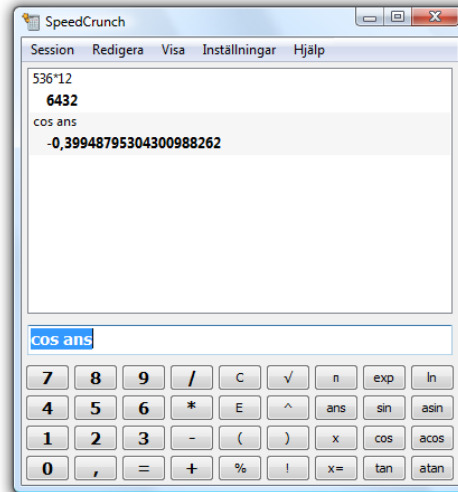 SpeedCrunch
Session Redigera Visa Inställningar Hjälp
536*12
6432
cos ans
-0,39948795304300988262
cos ans
7 8 9 / C √ π exp ln
4 5 6 * E ^ ans sin asin
1 2 3 - ( ) x cos acos
0 , = + % ! x= tan atan